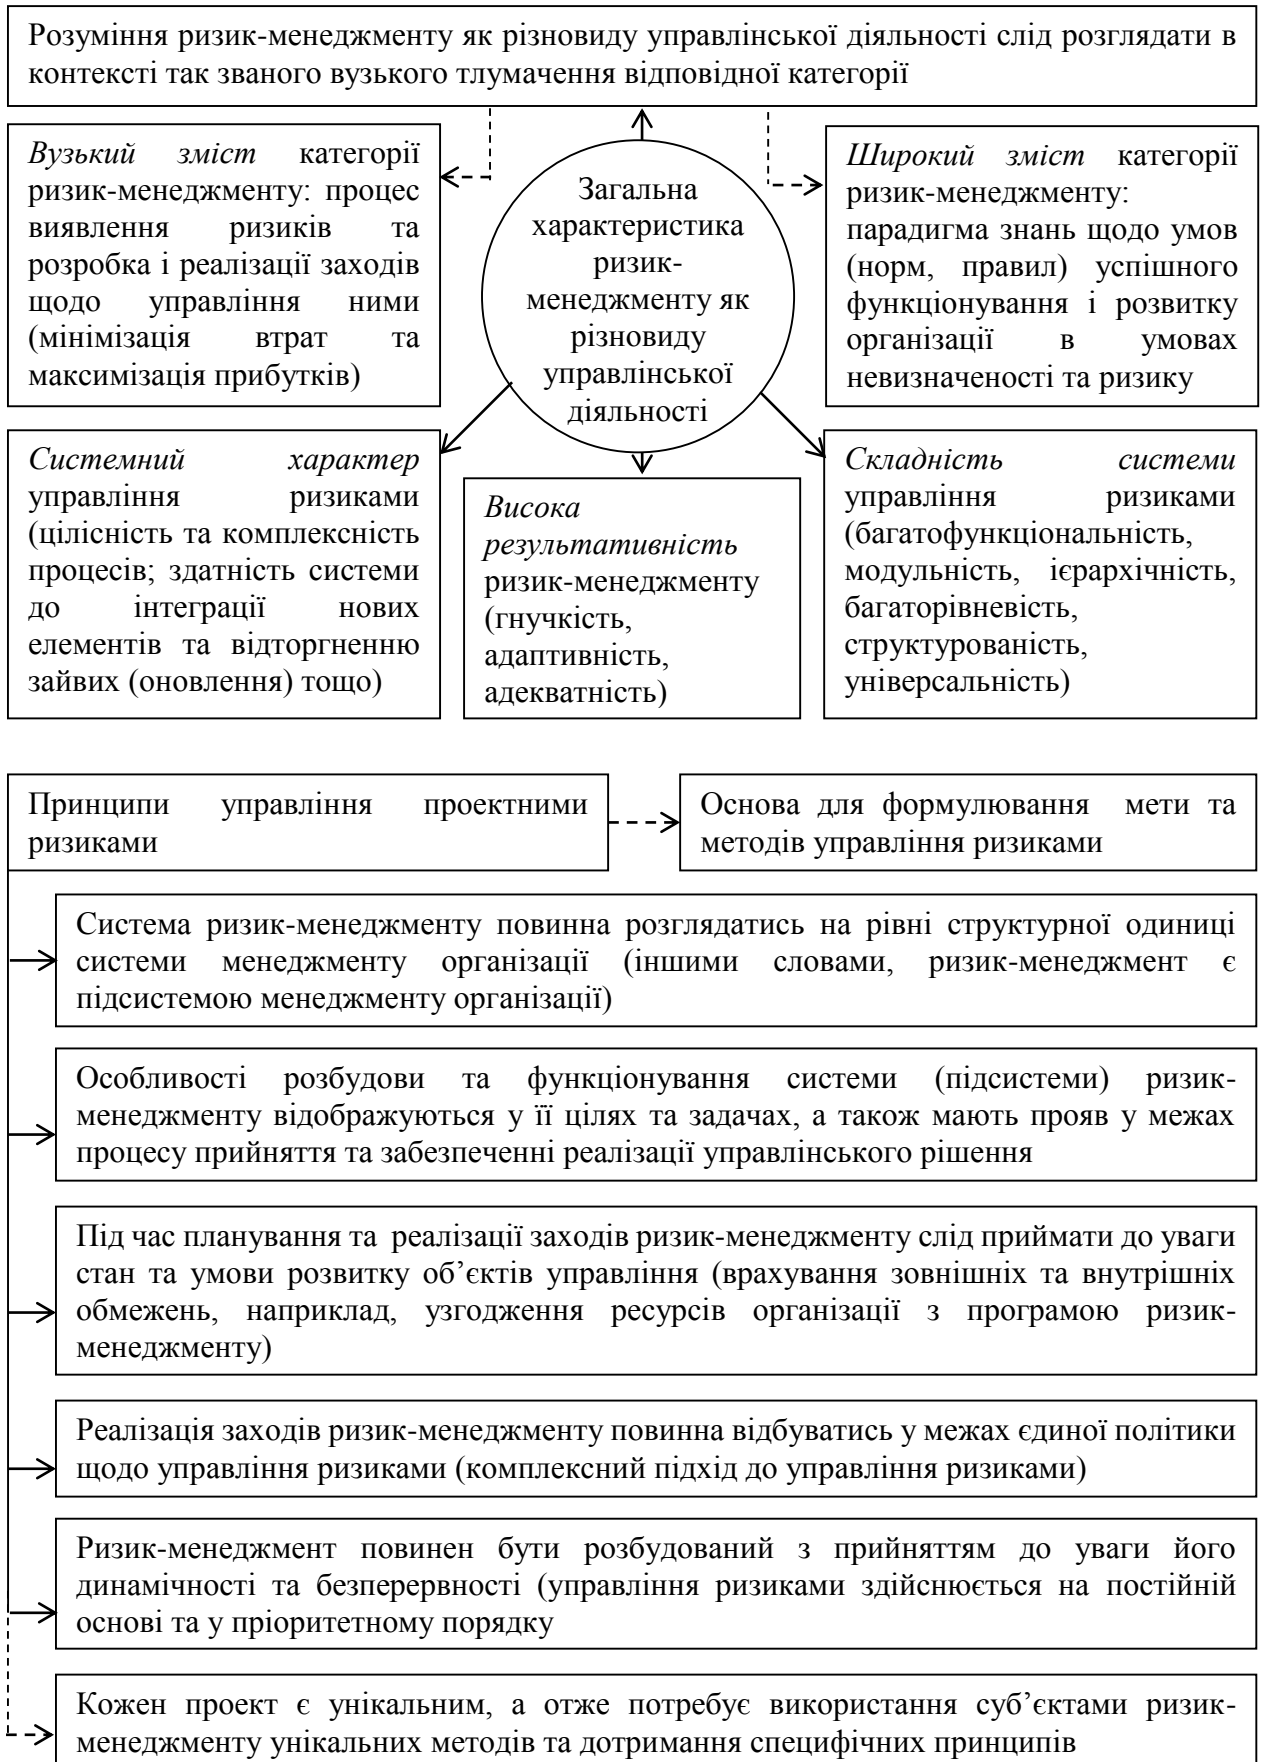 Розуміння ризик-менеджменту як різновиду управлінської діяльності слід розглядати в
контексті так званого вузького тлумачення відповідної категорії
Вузький зміст категорії
ризик-менеджменту: процес
виявлення ризиків та
розробка і реалізації заходів
щодо управління ними
(мінімізація втрат та
максимізація прибутків)
Загальна
характеристика
ризик-
менеджменту як
різновиду
управлінської
діяльності
Широкий зміст категорії
ризик-менеджменту:
парадигма знань щодо умов
(норм, правил) успішного
функціонування і розвитку
організації в умовах
невизначеності та ризику
Системний характер
управління ризиками
(цілісність та комплексність
процесів; здатність системи
до інтеграції нових
елементів та відторгненню
зайвих (оновлення) тощо)
Висока
результативність
ризик-менеджменту
(гнучкість,
адаптивність,
адекватність)
Складність системи
управління ризиками
(багатофункціональність,
модульність, ієрархічність,
багаторівневість,
структурованість,
універсальність)
Принципи управління проектними
ризиками
Основа для формулювання мети та
методів управління ризиками
Система ризик-менеджменту повинна розглядатись на рівні структурної одиниці
системи менеджменту організації (іншими словами, ризик-менеджмент є
підсистемою менеджменту організації)
Особливості розбудови та функціонування системи (підсистеми) ризик-
менеджменту відображуються у її цілях та задачах, а також мають прояв у межах
процесу прийняття та забезпеченні реалізації управлінського рішення
Під час планування та реалізації заходів ризик-менеджменту слід приймати до уваги
стан та умови розвитку об’єктів управління (врахування зовнішніх та внутрішніх
обмежень, наприклад, узгодження ресурсів організації з програмою ризик-
менеджменту)
Реалізація заходів ризик-менеджменту повинна відбуватись у межах єдиної політики
щодо управління ризиками (комплексний підхід до управління ризиками)
Ризик-менеджмент повинен бути розбудований з прийняттям до уваги його
динамічності та безперервності (управління ризиками здійснюється на постійній
основі та у пріоритетному порядку
Кожен проект є унікальним, а отже потребує використання суб’єктами ризик-
менеджменту унікальних методів та дотримання специфічних принципів